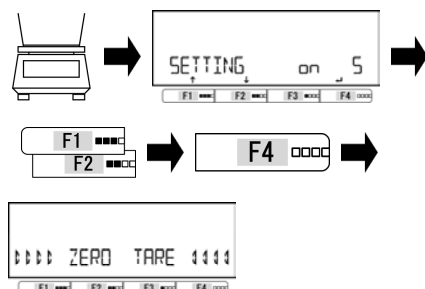 SETTING on 5
F1 F2 F3 F4
F1
F2
F4
ZERO TARE
F1 F2 F3 F4